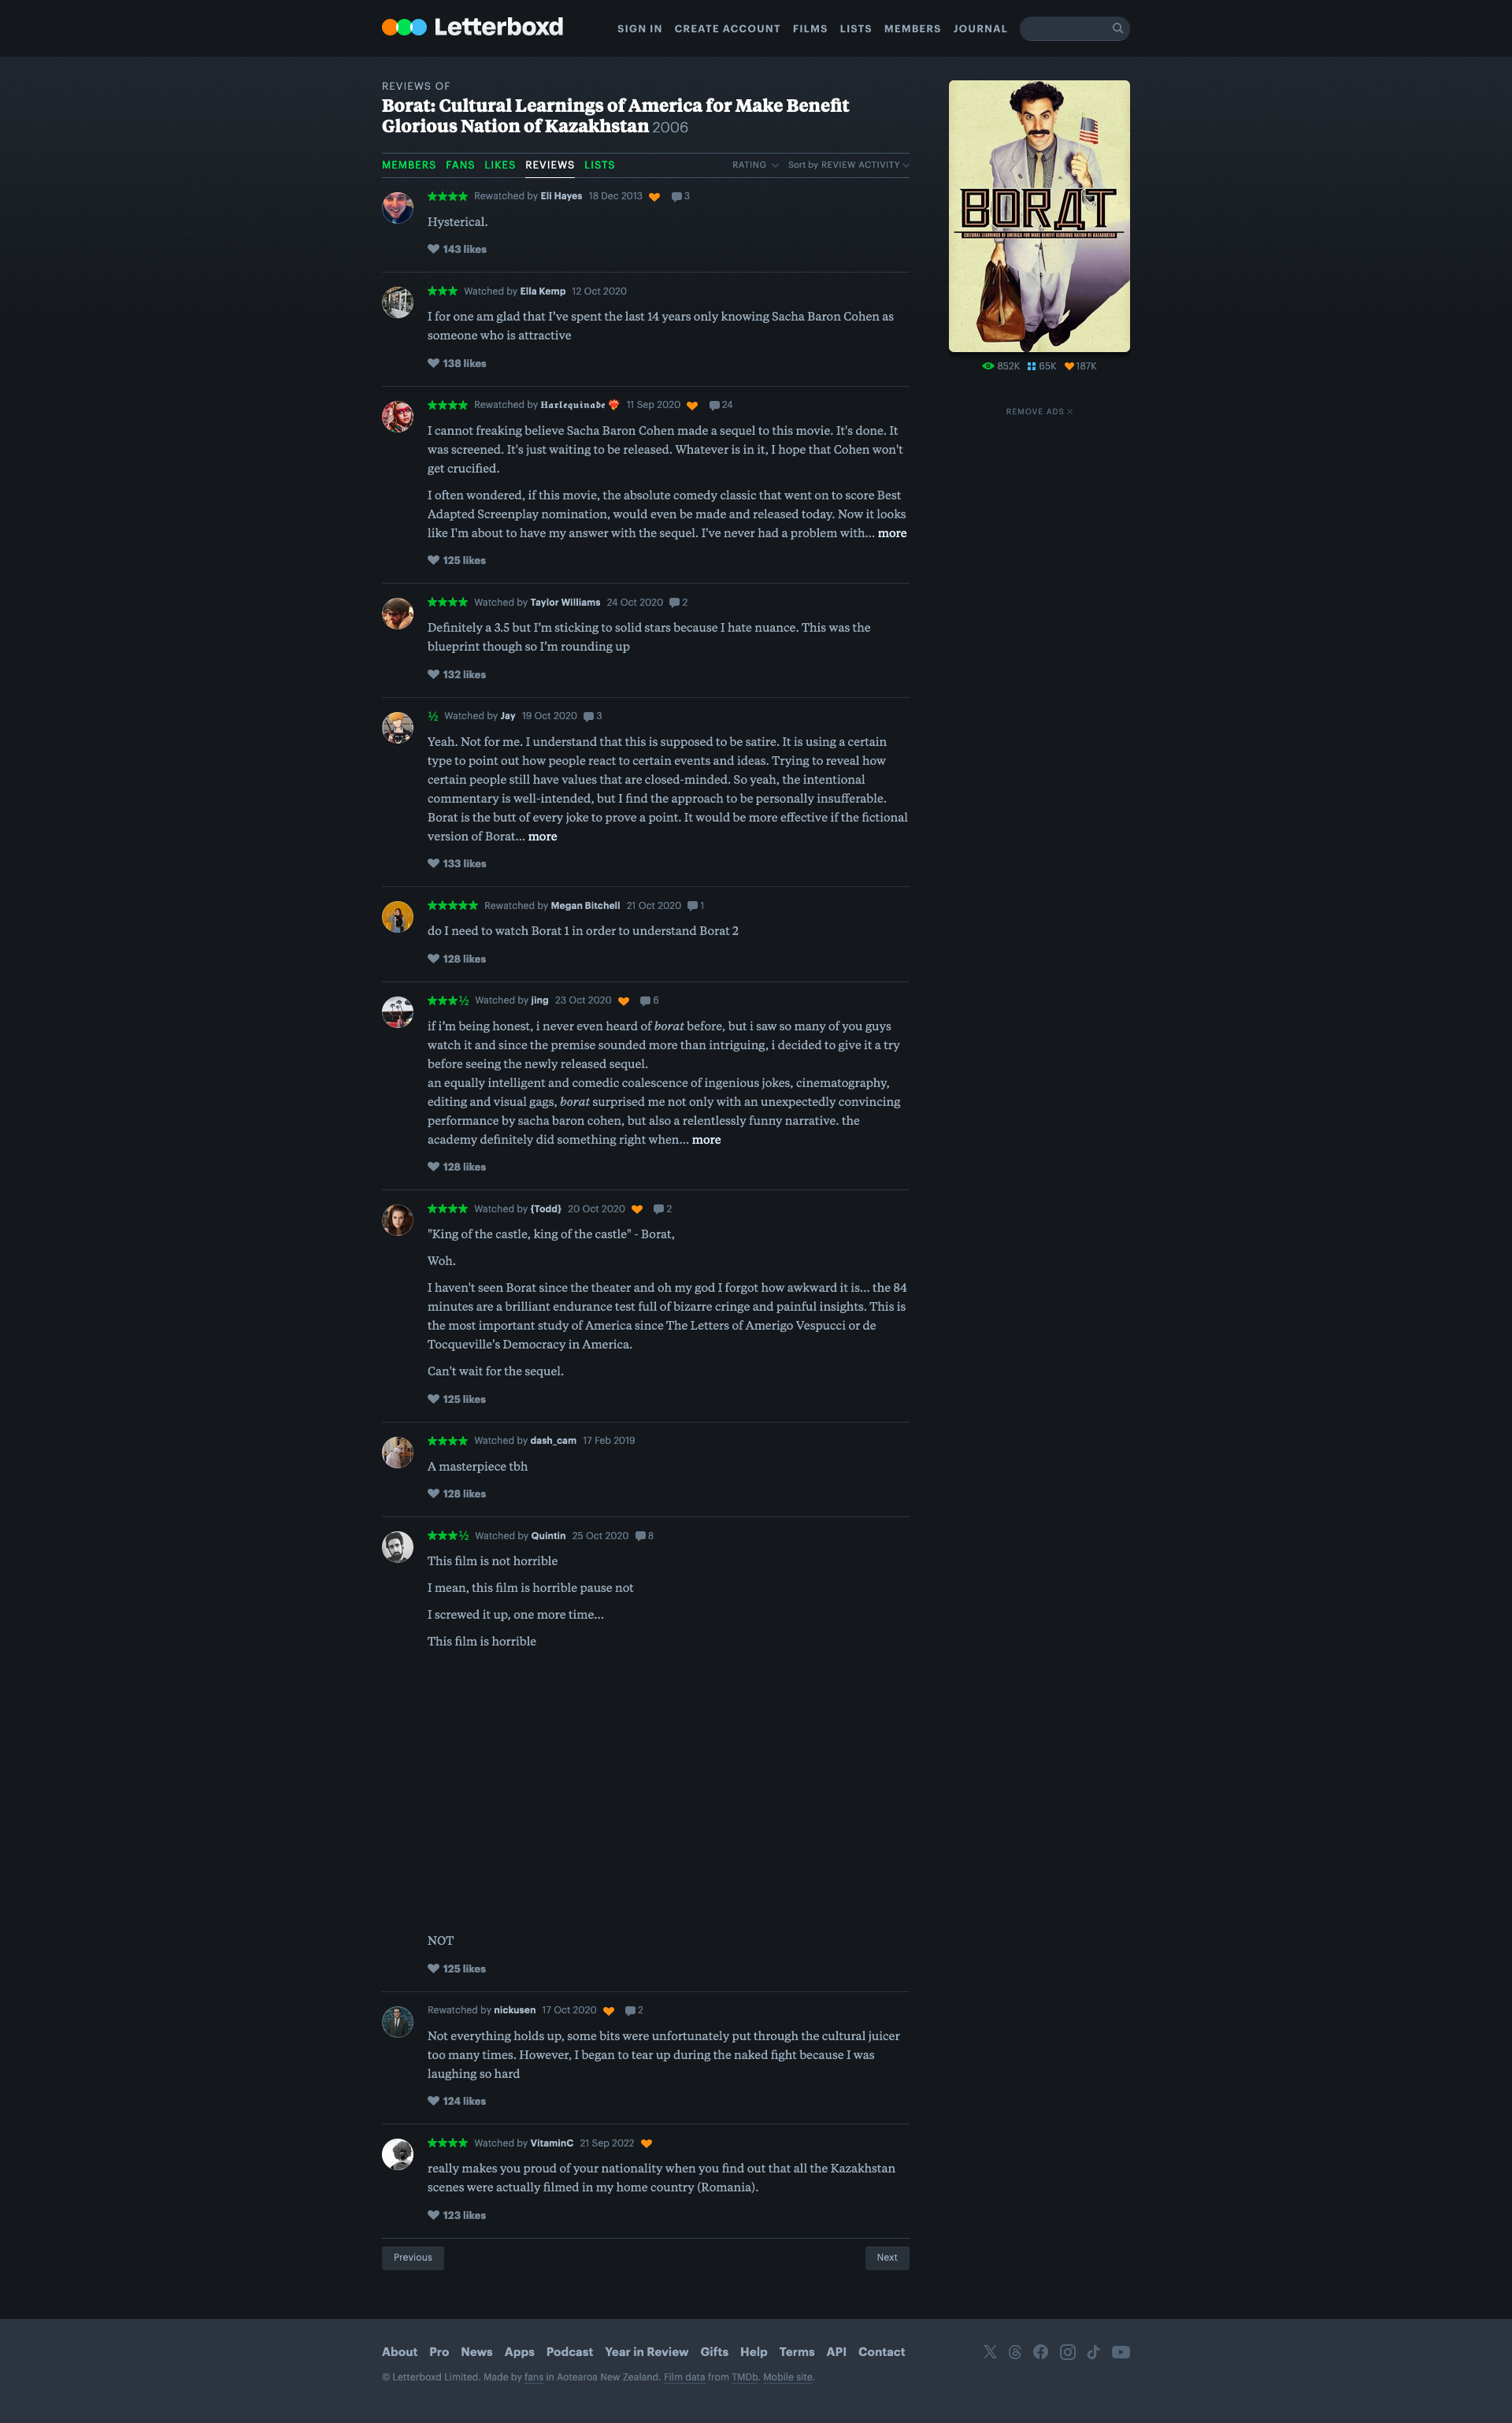 Letterboxd
SIGN IN CREATE ACCOUNT FILMS LISTS MEMBERS JOURNAL
REVIEWS OF
Borat: Cultural Learnings of America for Make Benefit
Glorious Nation of Kazakhstan 2006
MEMBERS FANS LIKES REVIEWS LISTS RATING Sort by REVIEW ACTIVITY
BORДT
CULTURAL LEARNINGS OF AMERICA FOR MAKE BENEFIT GLORIOUS NATION OF KAZAKHSTAN
852K 65K 187K
REMOVE ADS
★★★★ Rewatched by Eli Hayes 18 Dec 2013 3
Hysterical.
143 likes
★★★ Watched by Ella Kemp 12 Oct 2020
I for one am glad that I’ve spent the last 14 years only knowing Sacha Baron Cohen as
someone who is attractive
138 likes
★★★★ Rewatched by 𝕳𝖆𝖗𝖑𝖊𝖖𝖚𝖎𝖓𝖆𝖉𝖊 ❤️‍🔥 11 Sep 2020 24
I cannot freaking believe Sacha Baron Cohen made a sequel to this movie. It's done. It
was screened. It's just waiting to be released. Whatever is in it, I hope that Cohen won't
get crucified.
I often wondered, if this movie, the absolute comedy classic that went on to score Best
Adapted Screenplay nomination, would even be made and released today. Now it looks
like I'm about to have my answer with the sequel. I've never had a problem with… more
125 likes
★★★★ Watched by Taylor Williams 24 Oct 2020 2
Definitely a 3.5 but I’m sticking to solid stars because I hate nuance. This was the
blueprint though so I’m rounding up
132 likes
½ Watched by Jay 19 Oct 2020 3
Yeah. Not for me. I understand that this is supposed to be satire. It is using a certain
type to point out how people react to certain events and ideas. Trying to reveal how
certain people still have values that are closed-minded. So yeah, the intentional
commentary is well-intended, but I find the approach to be personally insufferable.
Borat is the butt of every joke to prove a point. It would be more effective if the fictional
version of Borat… more
133 likes
★★★★★ Rewatched by Megan Bitchell 21 Oct 2020 1
do I need to watch Borat 1 in order to understand Borat 2
128 likes
★★★½ Watched by jing 23 Oct 2020 6
if i’m being honest, i never even heard of borat before, but i saw so many of you guys
watch it and since the premise sounded more than intriguing, i decided to give it a try
before seeing the newly released sequel.
an equally intelligent and comedic coalescence of ingenious jokes, cinematography,
editing and visual gags, borat surprised me not only with an unexpectedly convincing
performance by sacha baron cohen, but also a relentlessly funny narrative. the
academy definitely did something right when… more
128 likes
★★★★ Watched by {Todd} 20 Oct 2020 2
"King of the castle, king of the castle" - Borat,
Woh.
I haven't seen Borat since the theater and oh my god I forgot how awkward it is... the 84
minutes are a brilliant endurance test full of bizarre cringe and painful insights. This is
the most important study of America since The Letters of Amerigo Vespucci or de
Tocqueville's Democracy in America.
Can't wait for the sequel.
125 likes
★★★★ Watched by dash_cam 17 Feb 2019
A masterpiece tbh
128 likes
★★★½ Watched by Quintin 25 Oct 2020 8
This film is not horrible
I mean, this film is horrible pause not
I screwed it up, one more time…
This film is horrible
NOT
125 likes
Rewatched by nickusen 17 Oct 2020 2
Not everything holds up, some bits were unfortunately put through the cultural juicer
too many times. However, I began to tear up during the naked fight because I was
laughing so hard
124 likes
★★★★ Watched by VitaminC 21 Sep 2022
really makes you proud of your nationality when you find out that all the Kazakhstan
scenes were actually filmed in my home country (Romania).
123 likes
Previous Next
About Pro News Apps Podcast Year in Review Gifts Help Terms API Contact
© Letterboxd Limited. Made by fans in Aotearoa New Zealand. Film data from TMDb. Mobile site.